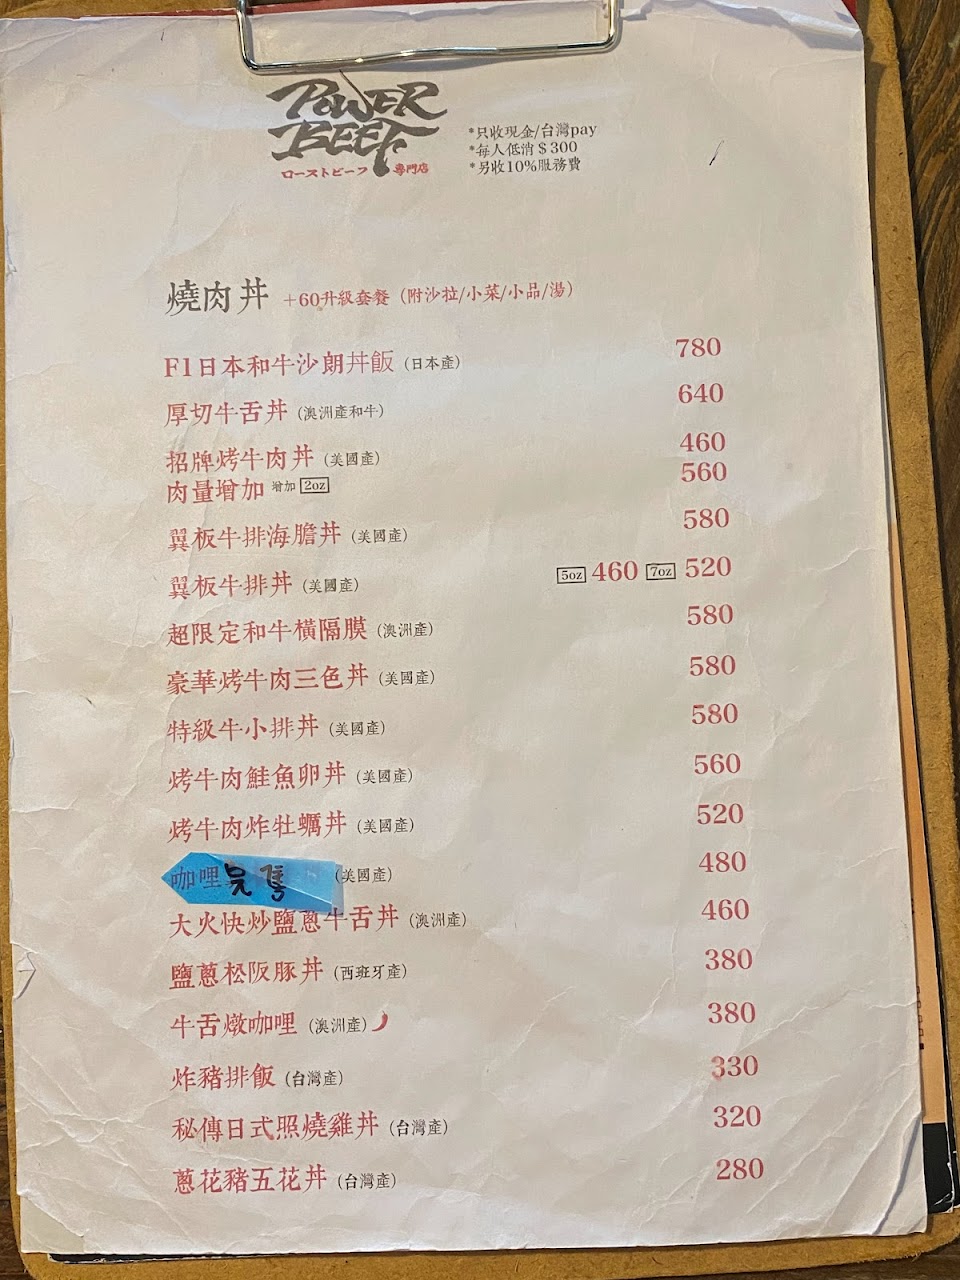 POWER
BEEF
ローストビーフ 専門店
*只收現金/台灣pay
*每人低消＄300
*另收10%服務費
燒肉丼 +60升級套餐（附沙拉/小菜/小品/湯）
F1日本和牛沙朗丼飯（日本產） 780
厚切牛舌丼（澳洲產和牛） 640
招牌烤牛肉丼（美國產） 460
肉量增加 增加 2oz 560
翼板牛排海膽丼（美國產） 580
翼板牛排丼（美國產） 5oz 460 7oz 520
超限定和牛橫隔膜（澳洲產） 580
豪華烤牛肉三色丼（美國產） 580
特級牛小排丼（美國產） 580
烤牛肉鮭魚卵丼（美國產） 560
烤牛肉炸牡蠣丼（美國產） 520
咖哩 （美國產） 480
大火快炒鹽蔥牛舌丼（澳洲產） 460
鹽蔥松阪豚丼（西班牙產） 380
牛舌燉咖哩（澳洲產） 380
炸豬排飯（台灣產） 330
秘傳日式照燒雞丼（台灣產） 320
蔥花豬五花丼（台灣產） 280